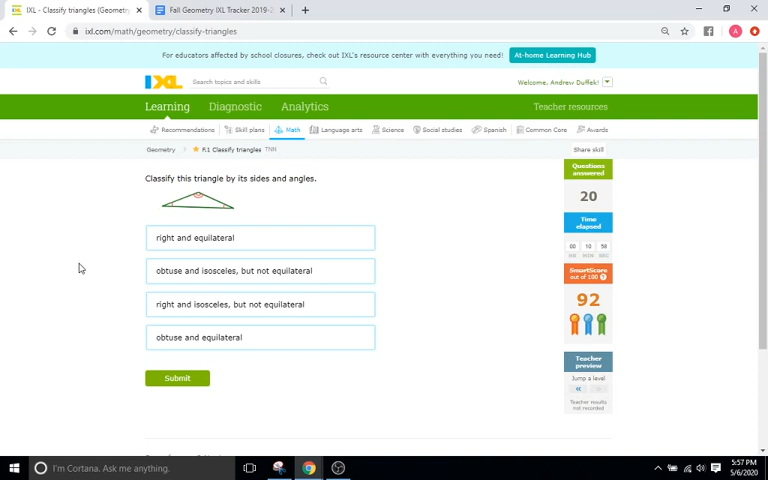 IXL - Classify triangles (Geometry
Fall Geometry IXL Tracker 2019-2
ixl.com/math/geometry/classify-triangles
A
For educators affected by school closures, check out IXL's resource center with everything you need!
At-home Learning Hub
IXL
Search topics and skills
Welcome, Andrew Duffek!
Learning
Diagnostic
Analytics
Teacher resources
Recommendations
Skill plans
Math
Language arts
Science
Social studies
Spanish
Common Core
Awards
Geometry
F.1 Classify triangles
TNN
Share skill
Classify this triangle by its sides and angles.
right and equilateral
obtuse and isosceles, but not equilateral
right and isosceles, but not equilateral
obtuse and equilateral
Submit
Questions
answered
20
Time
elapsed
00 10 58
HR MIN SEC
SmartScore
out of 100
92
Teacher
preview
Jump a level
Teacher results
not recorded
I'm Cortana. Ask me anything.
5:57 PM
5/6/2020